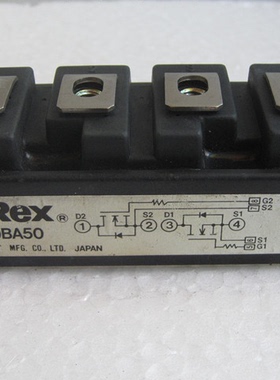 Rex ®
BA50
MFG. CO., LTD. JAPAN
D2 S2 D1 S1
1 2 3 4
G2
S2
S1
G1